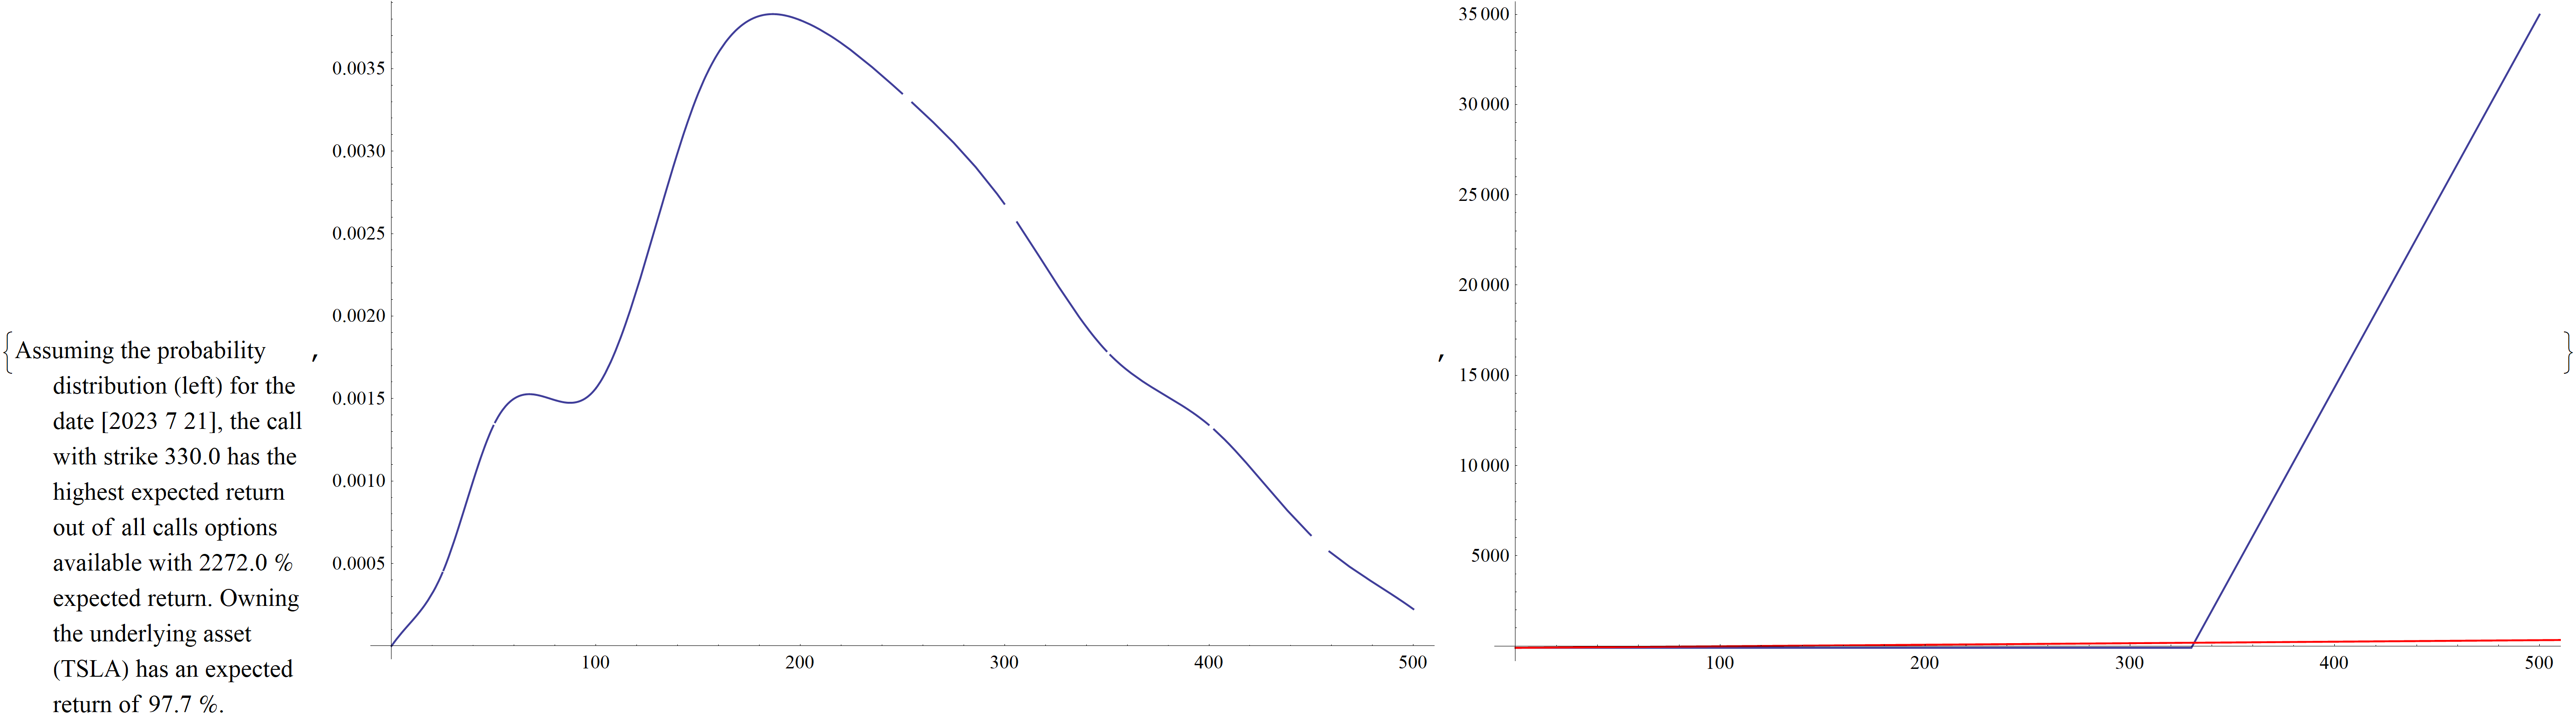 {Assuming the probability ,
distribution (left) for the
date [2023 7 21], the call
with strike 330.0 has the
highest expected return
out of all calls options
available with 2272.0 %
expected return. Owning
the underlying asset
(TSLA) has an expected
return of 97.7 %.
0.0035
0.0030
0.0025
0.0020
0.0015
0.0010
0.0005
100 200 300 400 500
,
35 000
30 000
25 000
20 000
15 000
10 000
5000
100 200 300 400 500
}